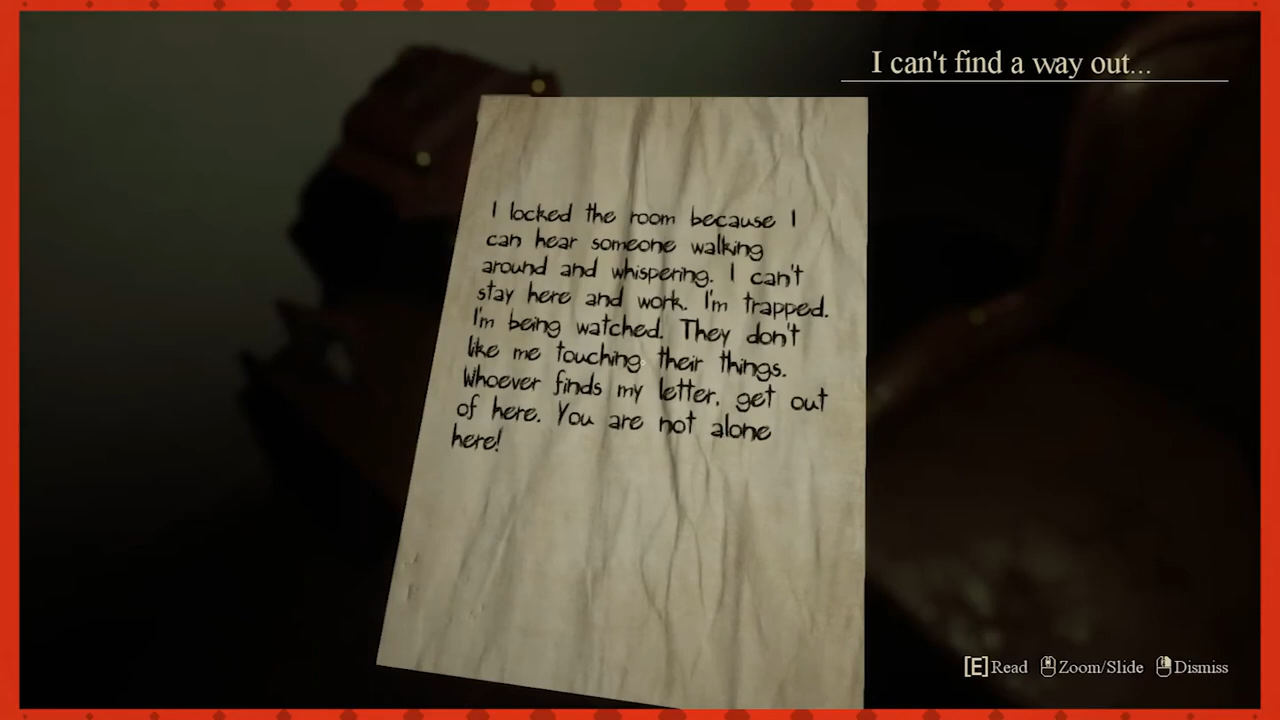 I can't find a way out...
I locked the room because I
can hear someone walking
around and whispering. I can't
stay here and work. I'm trapped.
I'm being watched. They don't
like me touching their things.
Whoever finds my letter, get out
of here. You are not alone
here!
[E]Read Zoom/Slide Dismiss